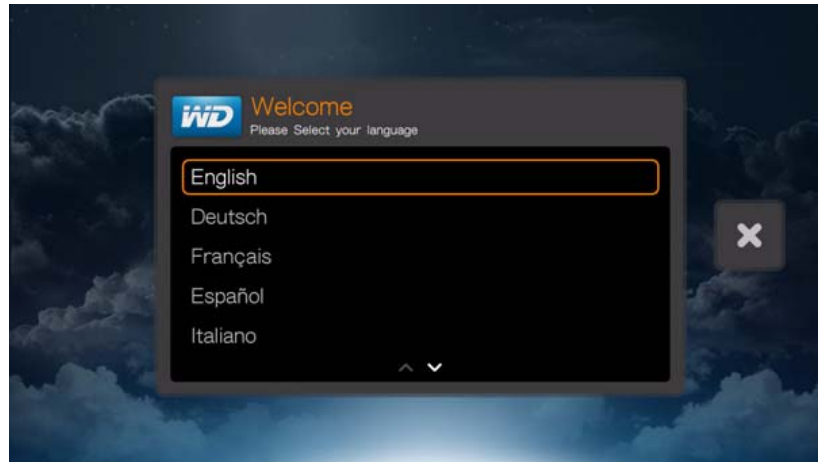 WD
Welcome
Please Select your language
English
Deutsch
Français
Español
Italiano